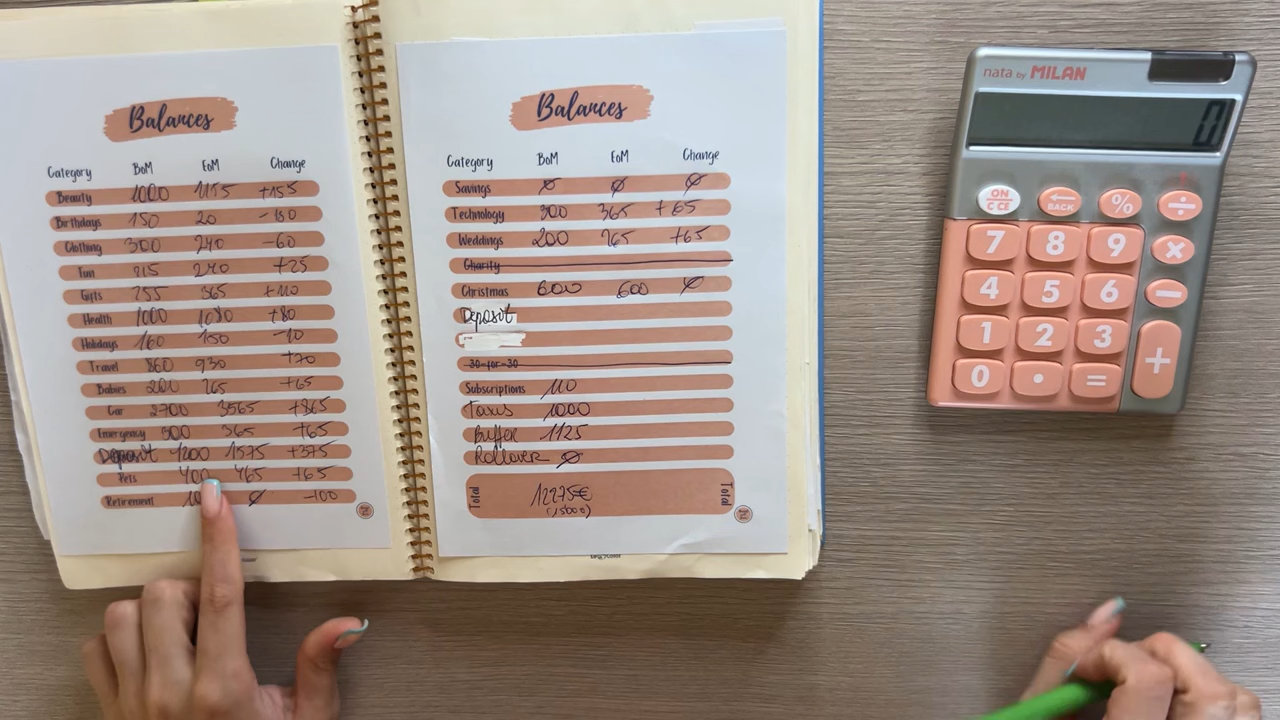 Balances
Category BoM EoM Change
Beauty 1000 1155 +155
Birthdays 150 20 -130
Clothing 300 240 -60
Fun 215 240 +25
Gifts 255 365 +110
Health 1000 1080 +80
Holidays 160 150 -10
Travel 860 930 +70
Babies 200 265 +65
Car 2700 3565 +865
Emergency 300 365 +65
Deposit 1200 1575 +375
Pets 400 465 +65
Retirement Ø -100
Balances
Category BoM EoM Change
Savings Ø Ø Ø
Technology 300 365 +65
Weddings 200 265 +65
Charity
Christmas 600 600 Ø
Deposit
30-for-30
Subscriptions 110
Taxes 1000
Buffer 1125
Rollover Ø
Total 12275€ Total
nata by MILAN
0
ON/C CE BACK % ÷
7 8 9 ×
4 5 6 −
1 2 3 +
0 . =